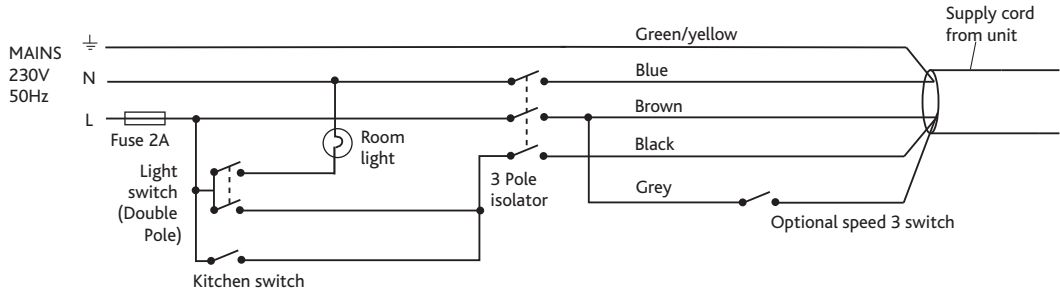 Supply cord
from unit
Green/yellow
MAINS
230V
50Hz
N
Blue
L
Brown
Fuse 2A
Room
light
Black
Light
switch
(Double
Pole)
3 Pole
isolator
Grey
Optional speed 3 switch
Kitchen switch